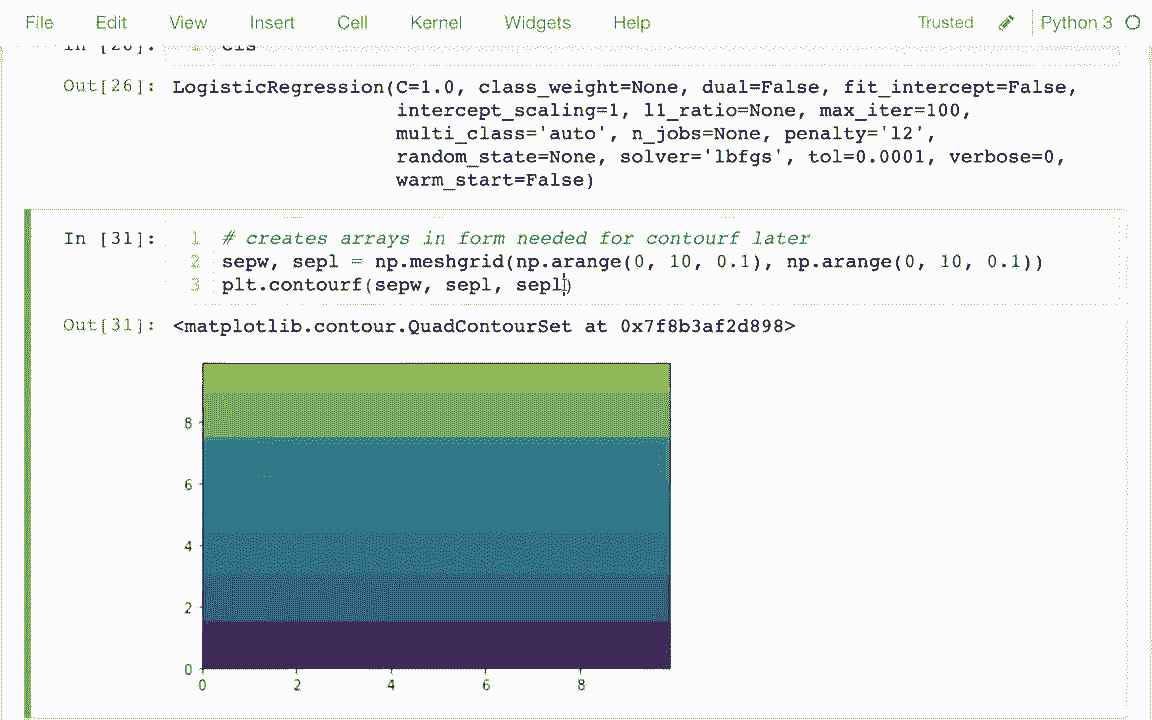 File Edit View Insert Cell Kernel Widgets Help Trusted Python 3
Out[26]: LogisticRegression(C=1.0, class_weight=None, dual=False, fit_intercept=False,
intercept_scaling=1, l1_ratio=None, max_iter=100,
multi_class='auto', n_jobs=None, penalty='l2',
random_state=None, solver='lbfgs', tol=0.0001, verbose=0,
warm_start=False)
In [31]: 1 # creates arrays in form needed for contourf later
2 sepw, sepl = np.meshgrid(np.arange(0, 10, 0.1), np.arange(0, 10, 0.1))
3 plt.contourf(sepw, sepl, sepl)
Out[31]: <matplotlib.contour.QuadContourSet at 0x7f8b3af2d898>
8
6
4
2
0
0 2 4 6 8